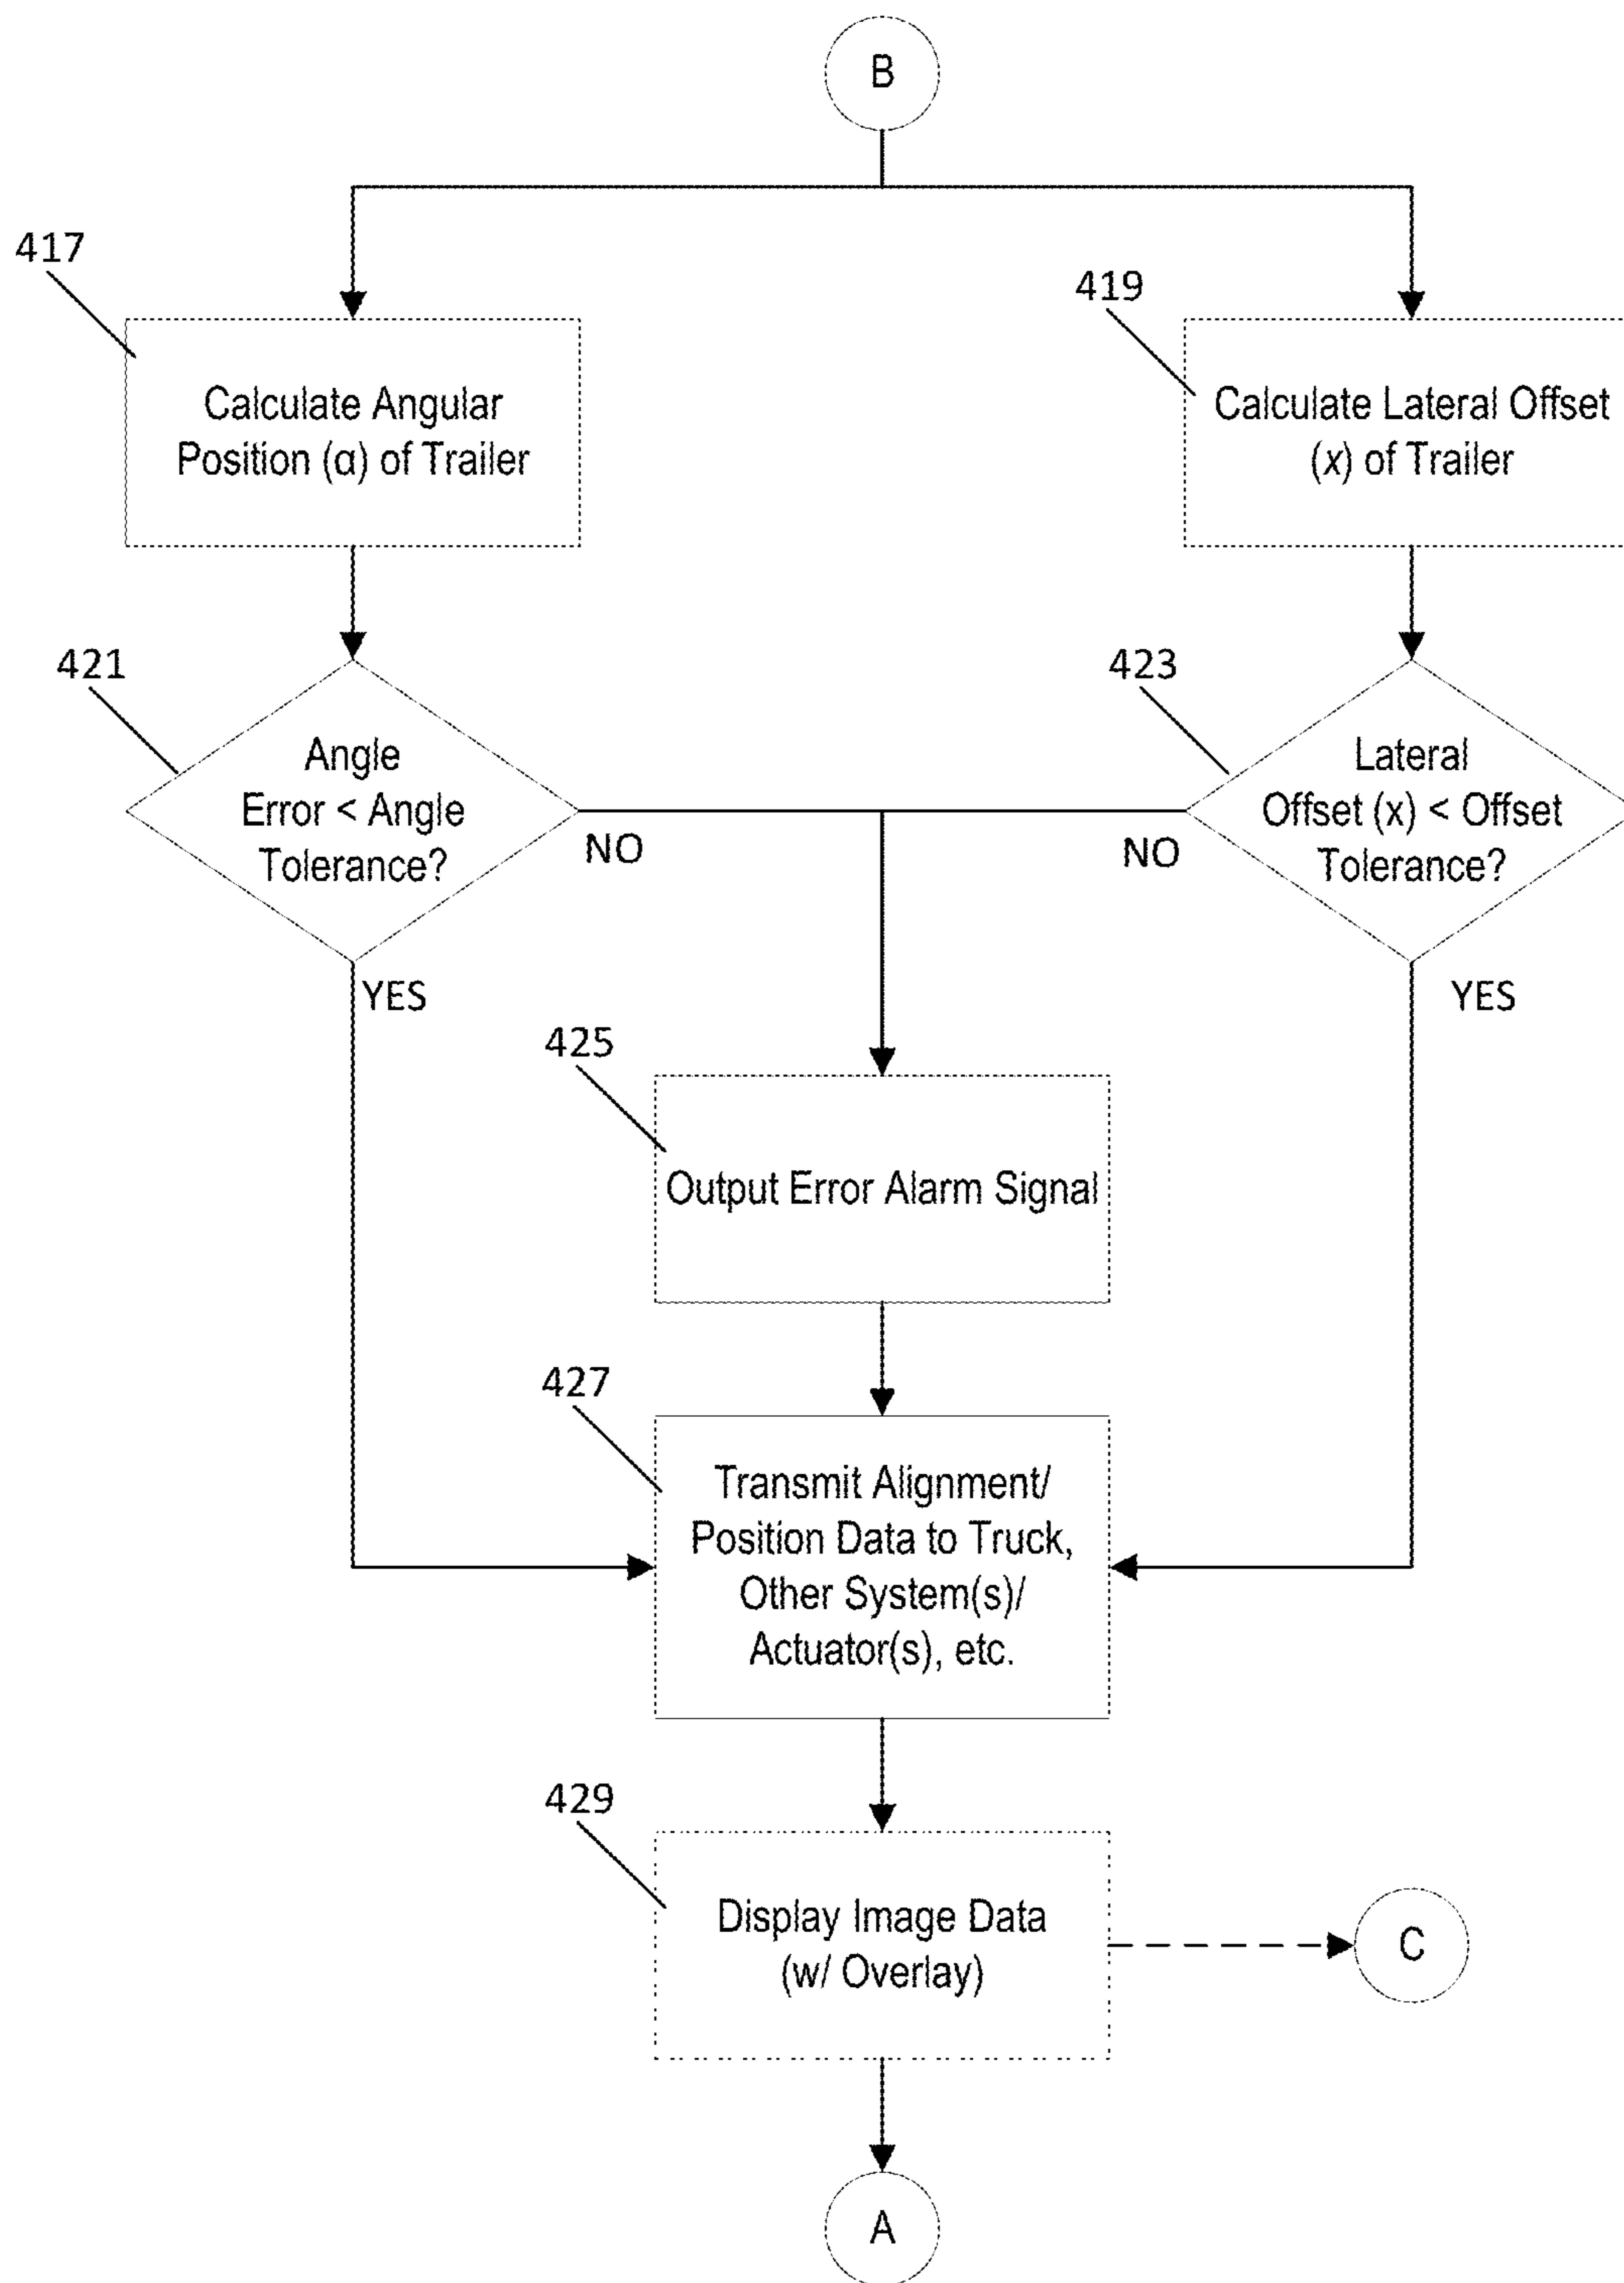 B
417
419
Calculate Angular
Position (α) of Trailer
Calculate Lateral Offset
(x) of Trailer
421
423
Angle
Error < Angle
Tolerance?
Lateral
Offset (x) < Offset
Tolerance?
NO
NO
YES
YES
425
Output Error Alarm Signal
427
Transmit Alignment/
Position Data to Truck,
Other System(s)/
Actuator(s), etc.
429
Display Image Data
(w/ Overlay)
C
A